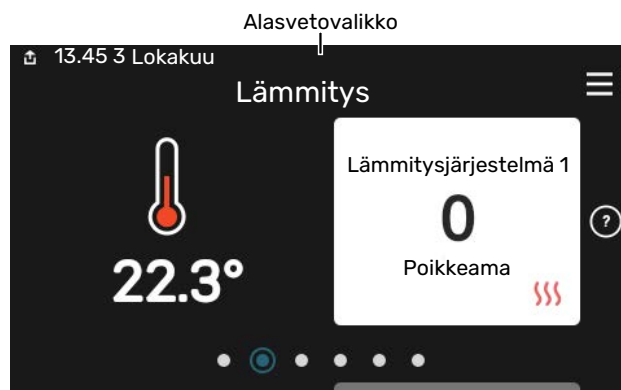 Alasvetovalikko
13.45 3 Lokakuu
Lämmitys
Lämmitysjärjestelmä 1
0
Poikkeama
?
22.3°